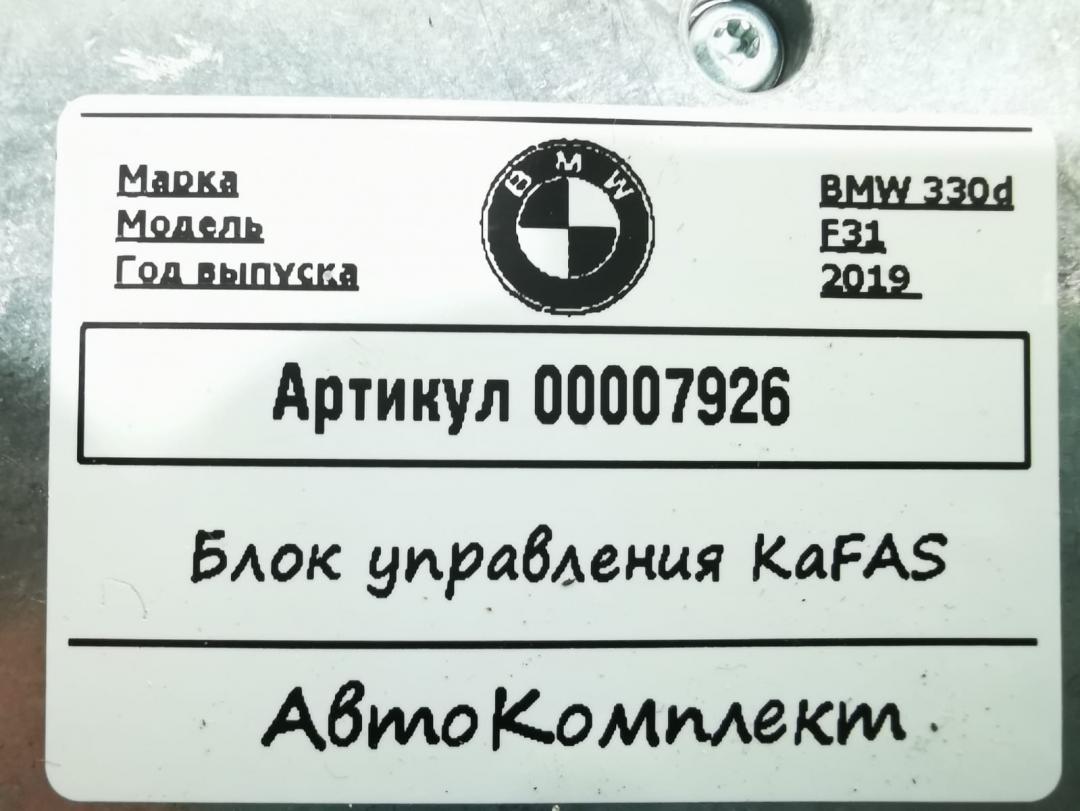 Марка
Модель
Год выпуска
BMW
BMW 330d
F31
2019
Артикул 00007926
Блок управления KaFAS
АвтоКомплект